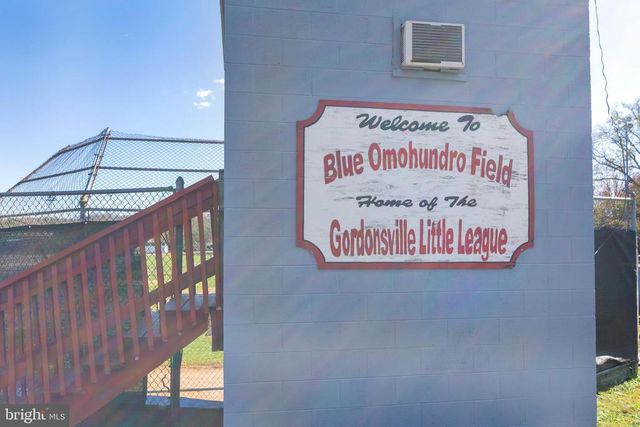 Welcome To
Blue Omohundro Field
Home of The
Gordonsville Little League
bright MLS